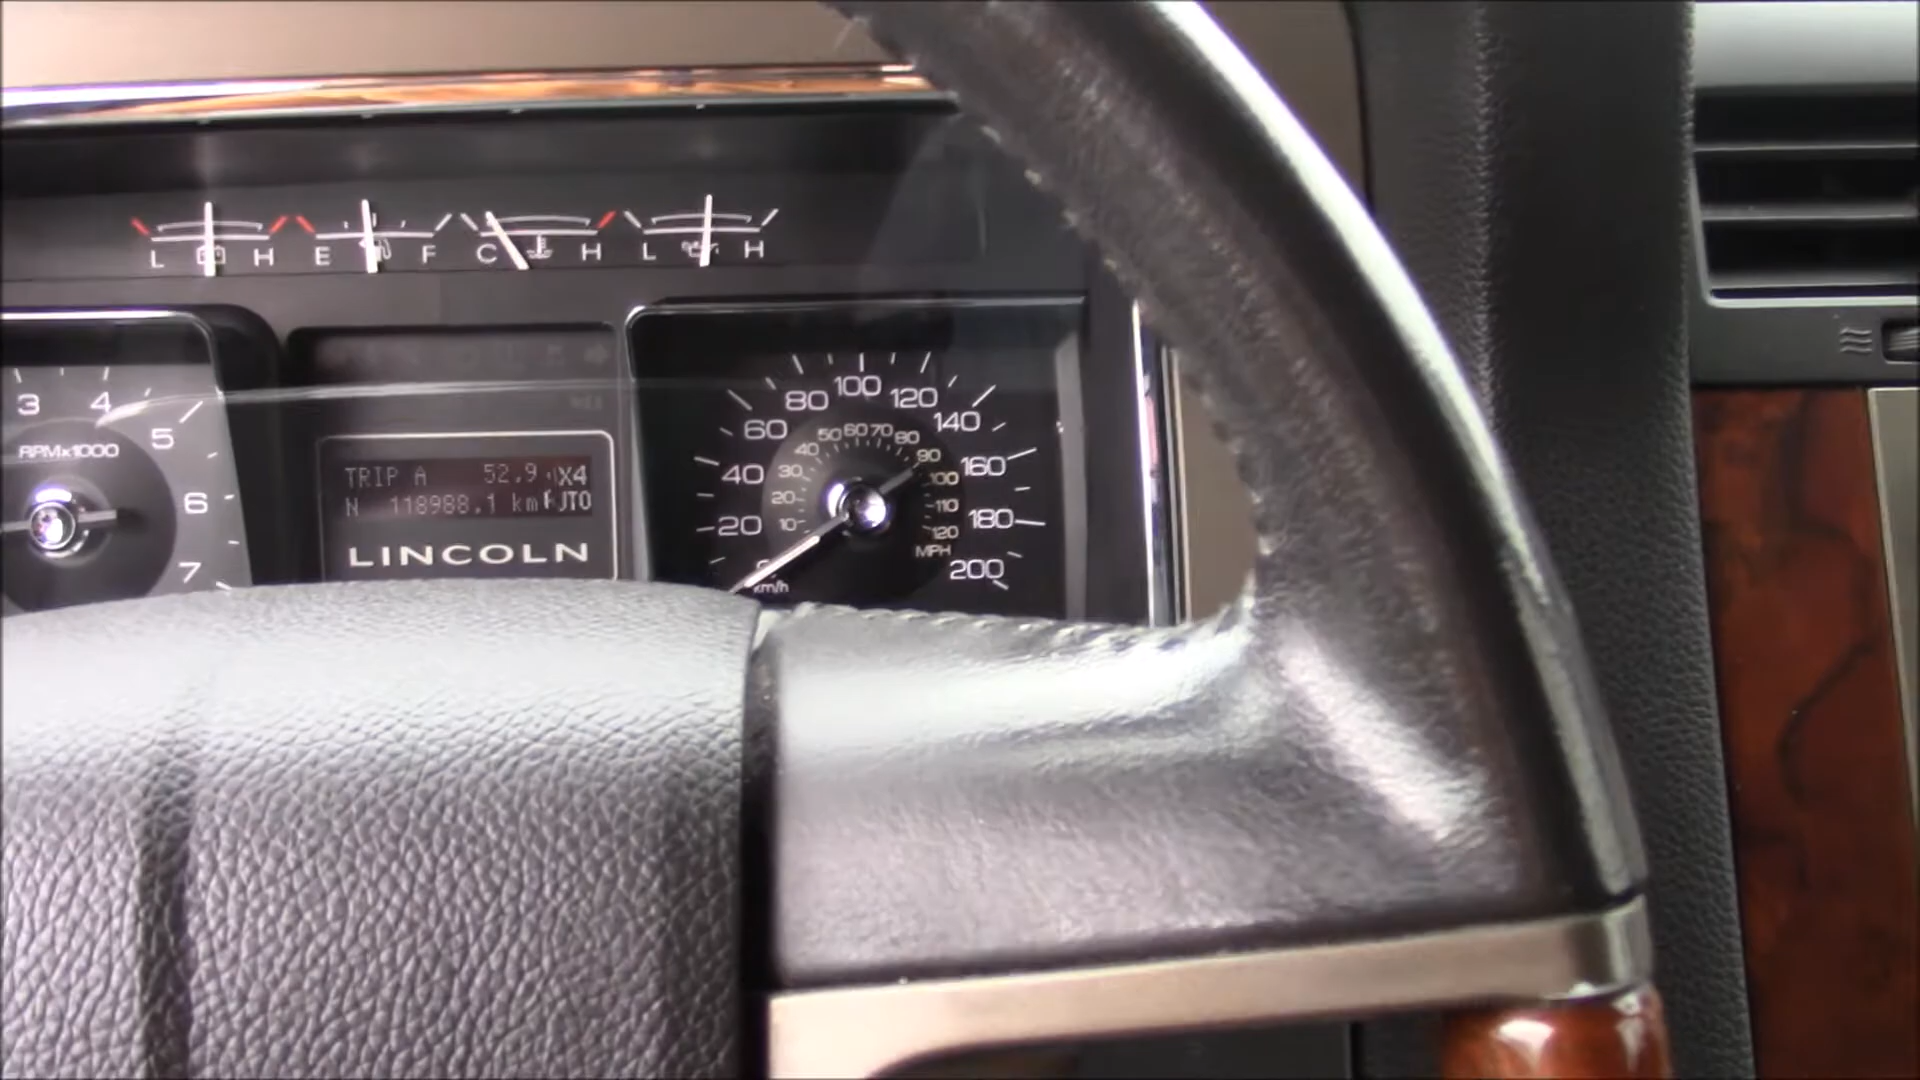 L H E F C H L H
3 4 5 6 7
RPMx1000
TRIP A 52.9
N 118988.1 km
LINCOLN
20 40 60 80 100 120 140 160 180 200
km/h
10 20 30 40 50 60 70 80 90 100 110 120
MPH